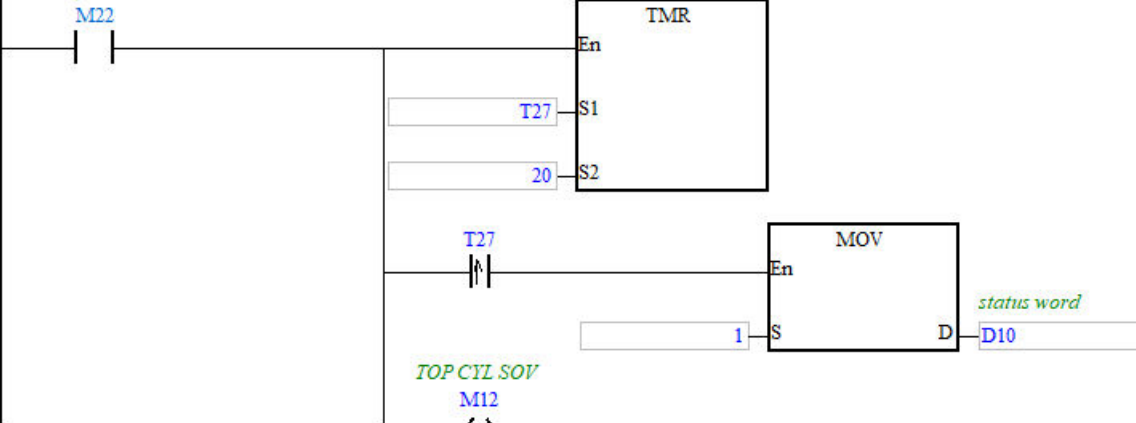 M22
TMR
En
T27
S1
20
S2
T27
MOV
En
status word
1
S
D
D10
TOP CYL SOV
M12